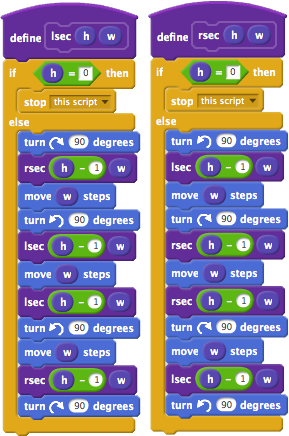 define lsec h w
if h = 0 then
stop this script
else
turn 90 degrees
rsec h - 1 w
move w steps
turn 90 degrees
lsec h - 1 w
move w steps
lsec h - 1 w
turn 90 degrees
move w steps
rsec h - 1 w
turn 90 degrees
define rsec h w
if h = 0 then
stop this script
else
turn 90 degrees
lsec h - 1 w
move w steps
turn 90 degrees
rsec h - 1 w
move w steps
rsec h - 1 w
turn 90 degrees
move w steps
lsec h - 1 w
turn 90 degrees